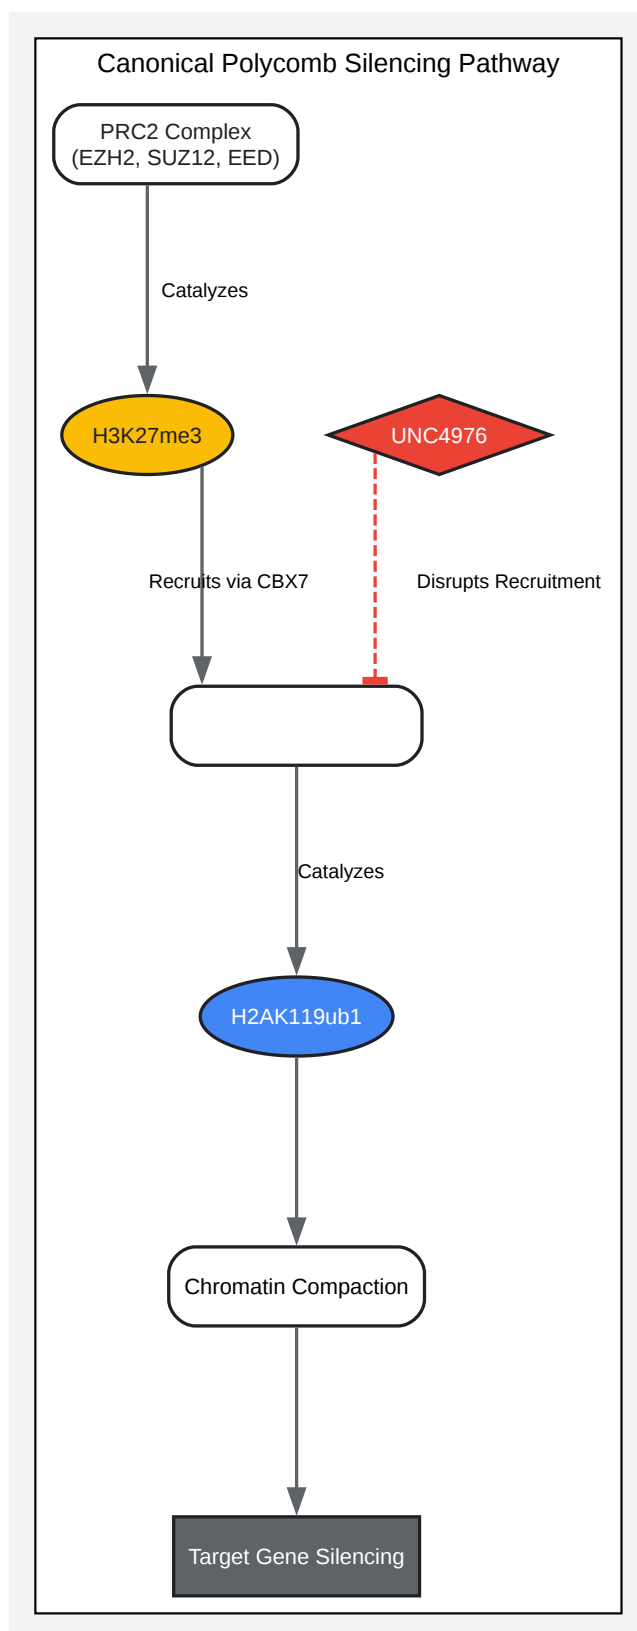 Canonical Polycomb Silencing Pathway
PRC2 Complex
(EZH2, SUZ12, EED)
Catalyzes
H3K27me3
UNC4976
Recruits via CBX7
Disrupts Recruitment
Catalyzes
H2AK119ub1
Chromatin Compaction
Target Gene Silencing